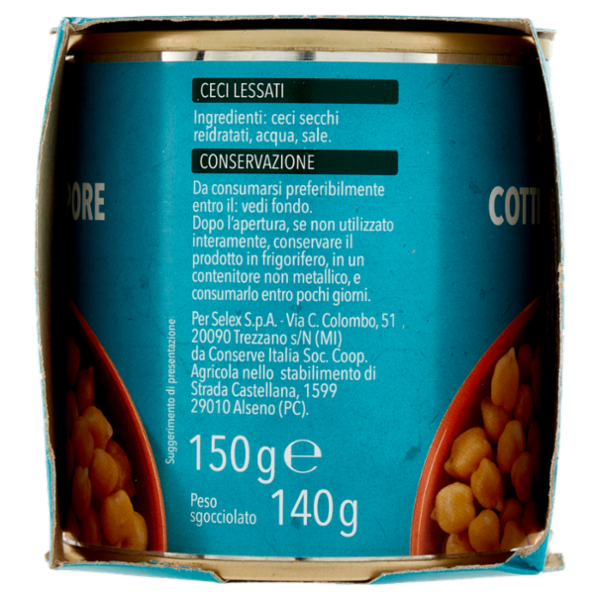 CECI LESSATI
Ingredienti: ceci secchi
reidratati, acqua, sale.
CONSERVAZIONE
Da consumarsi preferibilmente
entro il: vedi fondo.
Dopo l'apertura, se non utilizzato
interamente, conservare il
prodotto in frigorifero, in un
contenitore non metallico, e
consumarlo entro pochi giorni.
Per Selex S.p.A. - Via C. Colombo, 51
20090 Trezzano s/N (MI)
da Conserve Italia Soc. Coop.
Agricola nello stabilimento di
Strada Castellana, 1599
29010 Alseno (PC).
150 g e
Peso
sgocciolato 140 g
Suggerimento di presentazione
PORE
COTTI